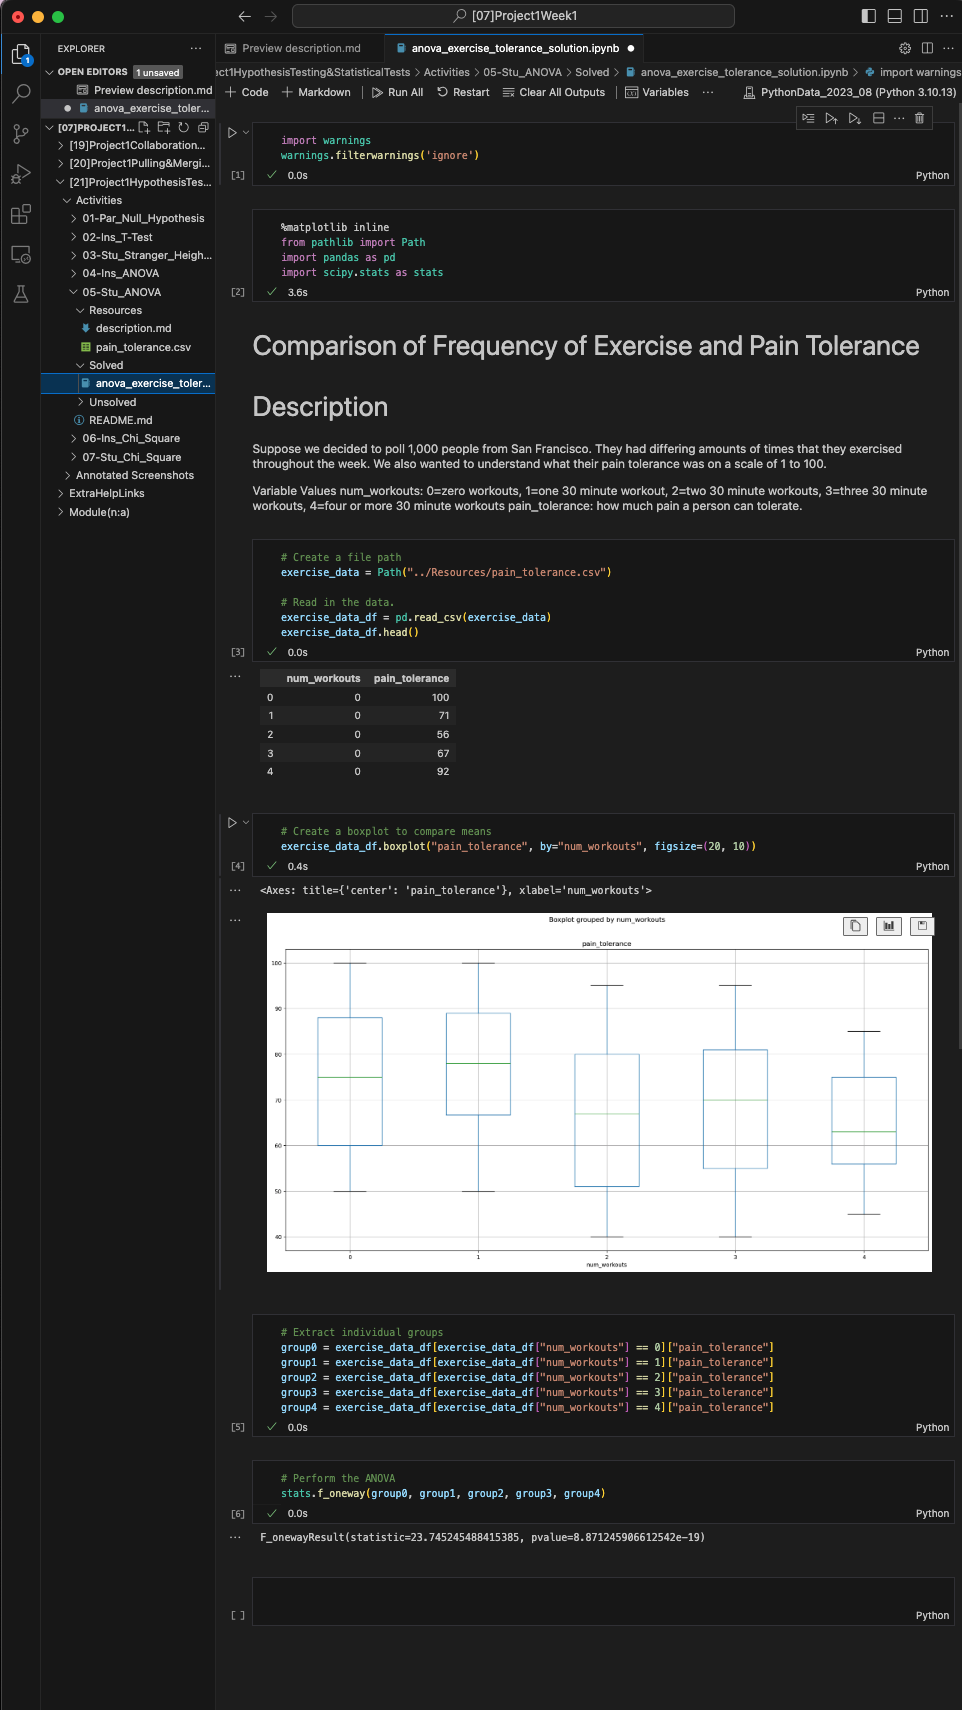 [07]Project1Week1
EXPLORER
OPEN EDITORS 1 unsaved
Preview description.md
anova_exercise_toler...
[07]PROJECT1...
[19]Project1Collaboration...
[20]Project1Pulling&Mergi...
[21]Project1HypothesisTes...
Activities
01-Par_Null_Hypothesis
02-Ins_T-Test
03-Stu_Stranger_Heigh...
04-Ins_ANOVA
05-Stu_ANOVA
Resources
description.md
pain_tolerance.csv
Solved
anova_exercise_toler...
Unsolved
README.md
06-Ins_Chi_Square
07-Stu_Chi_Square
Annotated Screenshots
ExtraHelpLinks
Module(n:a)
1
Preview description.md
anova_exercise_tolerance_solution.ipynb
ect1HypothesisTesting&StatisticalTests > Activities > 05-Stu_ANOVA > Solved > anova_exercise_tolerance_solution.ipynb > import warnings
+ Code + Markdown | Run All Restart Clear All Outputs | Variables ... PythonData_2023_08 (Python 3.10.13)
import warnings
warnings.filterwarnings('ignore')
[1] 0.0s Python
%matplotlib inline
from pathlib import Path
import pandas as pd
import scipy.stats as stats
[2] 3.6s Python
Comparison of Frequency of Exercise and Pain Tolerance
Description
Suppose we decided to poll 1,000 people from San Francisco. They had differing amounts of times that they exercised
throughout the week. We also wanted to understand what their pain tolerance was on a scale of 1 to 100.
Variable Values num_workouts: 0=zero workouts, 1=one 30 minute workout, 2=two 30 minute workouts, 3=three 30 minute
workouts, 4=four or more 30 minute workouts pain_tolerance: how much pain a person can tolerate.
# Create a file path
exercise_data = Path("../Resources/pain_tolerance.csv")
# Read in the data.
exercise_data_df = pd.read_csv(exercise_data)
exercise_data_df.head()
[3] 0.0s Python
num_workouts pain_tolerance
0 0 100
1 0 71
2 0 56
3 0 67
4 0 92
# Create a boxplot to compare means
exercise_data_df.boxplot("pain_tolerance", by="num_workouts", figsize=(20, 10))
[4] 0.4s Python
<Axes: title={'center': 'pain_tolerance'}, xlabel='num_workouts'>
Boxplot grouped by num_workouts
pain_tolerance
100
90
80
70
60
50
40
0 1 2 3 4
num_workouts
# Extract individual groups
group0 = exercise_data_df[exercise_data_df["num_workouts"] == 0]["pain_tolerance"]
group1 = exercise_data_df[exercise_data_df["num_workouts"] == 1]["pain_tolerance"]
group2 = exercise_data_df[exercise_data_df["num_workouts"] == 2]["pain_tolerance"]
group3 = exercise_data_df[exercise_data_df["num_workouts"] == 3]["pain_tolerance"]
group4 = exercise_data_df[exercise_data_df["num_workouts"] == 4]["pain_tolerance"]
[5] 0.0s Python
# Perform the ANOVA
stats.f_oneway(group0, group1, group2, group3, group4)
[6] 0.0s Python
F_onewayResult(statistic=23.745245488415385, pvalue=8.871245906612542e-19)
[ ] Python